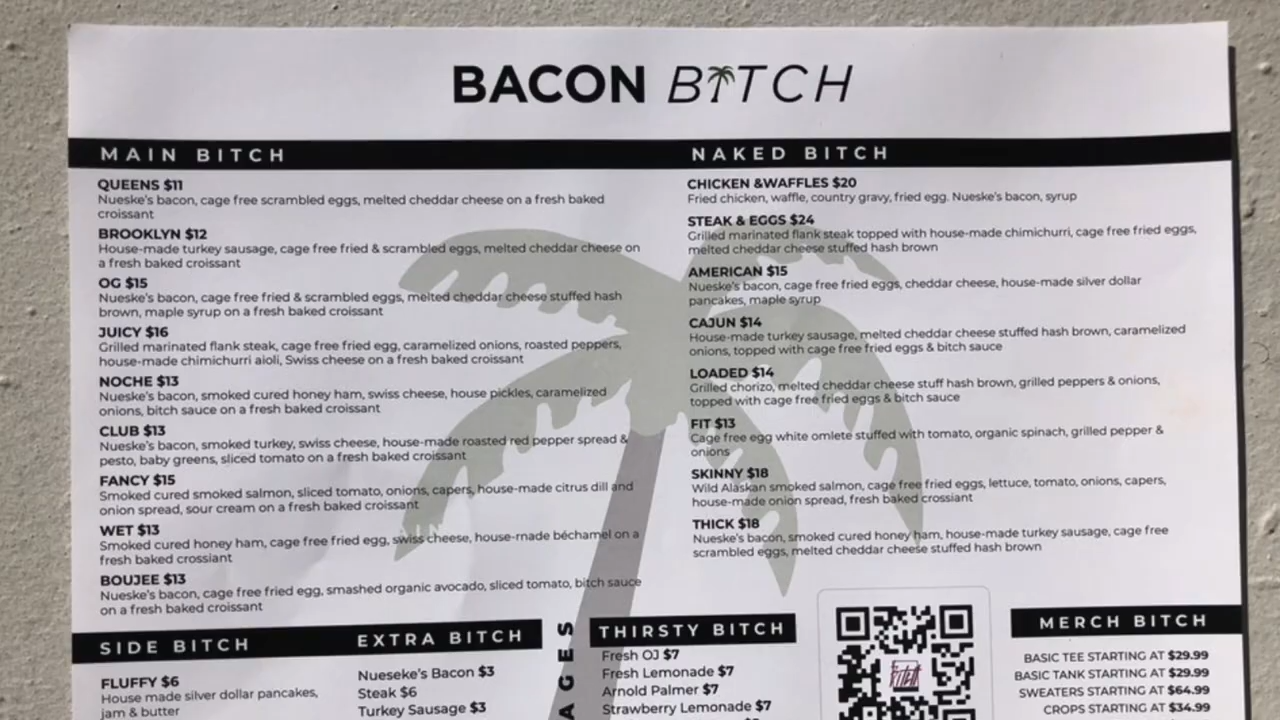 BACON BITCH
MAIN BITCH
QUEENS $11
Nueske's bacon, cage free scrambled eggs, melted cheddar cheese on a fresh baked
croissant
BROOKLYN $12
House-made turkey sausage, cage free fried & scrambled eggs, melted cheddar cheese on
a fresh baked croissant
OG $15
Nueske's bacon, cage free fried & scrambled eggs, melted cheddar cheese stuffed hash
brown, maple syrup on a fresh baked croissant
JUICY $16
Grilled marinated flank steak, cage free fried egg, caramelized onions, roasted peppers,
house-made chimichurri aioli, Swiss cheese on a fresh baked croissant
NOCHE $13
Nueske's bacon, smoked cured honey ham, swiss cheese, house pickles, caramelized
onions, bitch sauce on a fresh baked croissant
CLUB $13
Nueske's bacon, smoked turkey, swiss cheese, house-made roasted red pepper spread &
pesto, baby greens, sliced tomato on a fresh baked croissant
FANCY $15
Smoked cured smoked salmon, sliced tomato, onions, capers, house-made citrus dill and
onion spread, sour cream on a fresh baked croissant
WET $13
Smoked cured honey ham, cage free fried egg, swiss cheese, house-made béchamel on a
fresh baked crossiant
BOUJEE $13
Nueske's bacon, cage free fried egg, smashed organic avocado, sliced tomato, bitch sauce
on a fresh baked croissant
NAKED BITCH
CHICKEN &WAFFLES $20
Fried chicken, waffle, country gravy, fried egg. Nueske's bacon, syrup
STEAK & EGGS $24
Grilled marinated flank steak topped with house-made chimichurri, cage free fried eggs,
melted cheddar cheese stuffed hash brown
AMERICAN $15
Nueske's bacon, cage free fried eggs, cheddar cheese, house-made silver dollar
pancakes, maple syrup
CAJUN $14
House-made turkey sausage, melted cheddar cheese stuffed hash brown, caramelized
onions, topped with cage free fried eggs & bitch sauce
LOADED $14
Grilled chorizo, melted cheddar cheese stuff hash brown, grilled peppers & onions,
topped with cage free fried eggs & bitch sauce
FIT $13
Cage free egg white omlete stuffed with tomato, organic spinach, grilled pepper &
onions
SKINNY $18
Wild Alaskan smoked salmon, cage free fried eggs, lettuce, tomato, onions, capers,
house-made onion spread, fresh baked crossiant
THICK $18
Nueske's bacon, smoked cured honey ham, house-made turkey sausage, cage free
scrambled eggs, melted cheddar cheese stuffed hash brown
SIDE BITCH
FLUFFY $6
House made silver dollar pancakes,
jam & butter
EXTRA BITCH
Nueseke's Bacon $3
Steak $6
Turkey Sausage $3
AGES
THIRSTY BITCH
Fresh OJ $7
Fresh Lemonade $7
Arnold Palmer $7
Strawberry Lemonade $7
MERCH BITCH
BASIC TEE STARTING AT $29.99
BASIC TANK STARTING AT $29.99
SWEATERS STARTING AT $64.99
CROPS STARTING AT $34.99